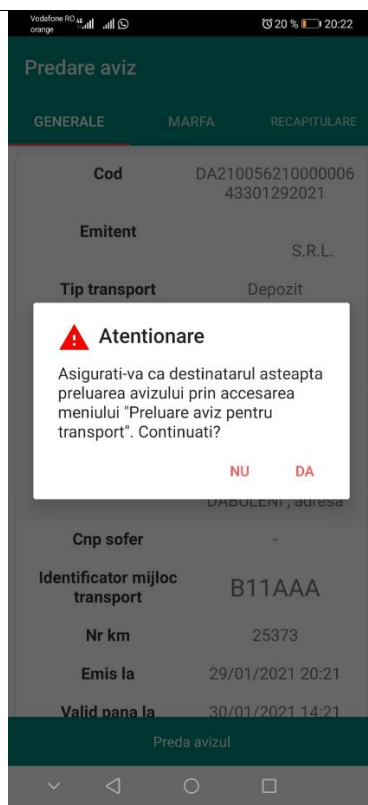 Vodafone RO
orange
20 % 20:22
Predare aviz
GENERALE MARFA RECAPITULARE
Cod DA210056210000006
43301292021
Emitent
S.R.L.
Tip transport Depozit
Atentionare
Asigurati-va ca destinatarul asteapta
preluarea avizului prin accesarea
meniului "Preluare aviz pentru
transport". Continuati?
NU DA
DABULENI , adresa
Cnp sofer -
Identificator mijloc
transport B11AAA
Nr km 25373
Emis la 29/01/2021 20:21
Valid pana la 30/01/2021 14:21
Preda avizul